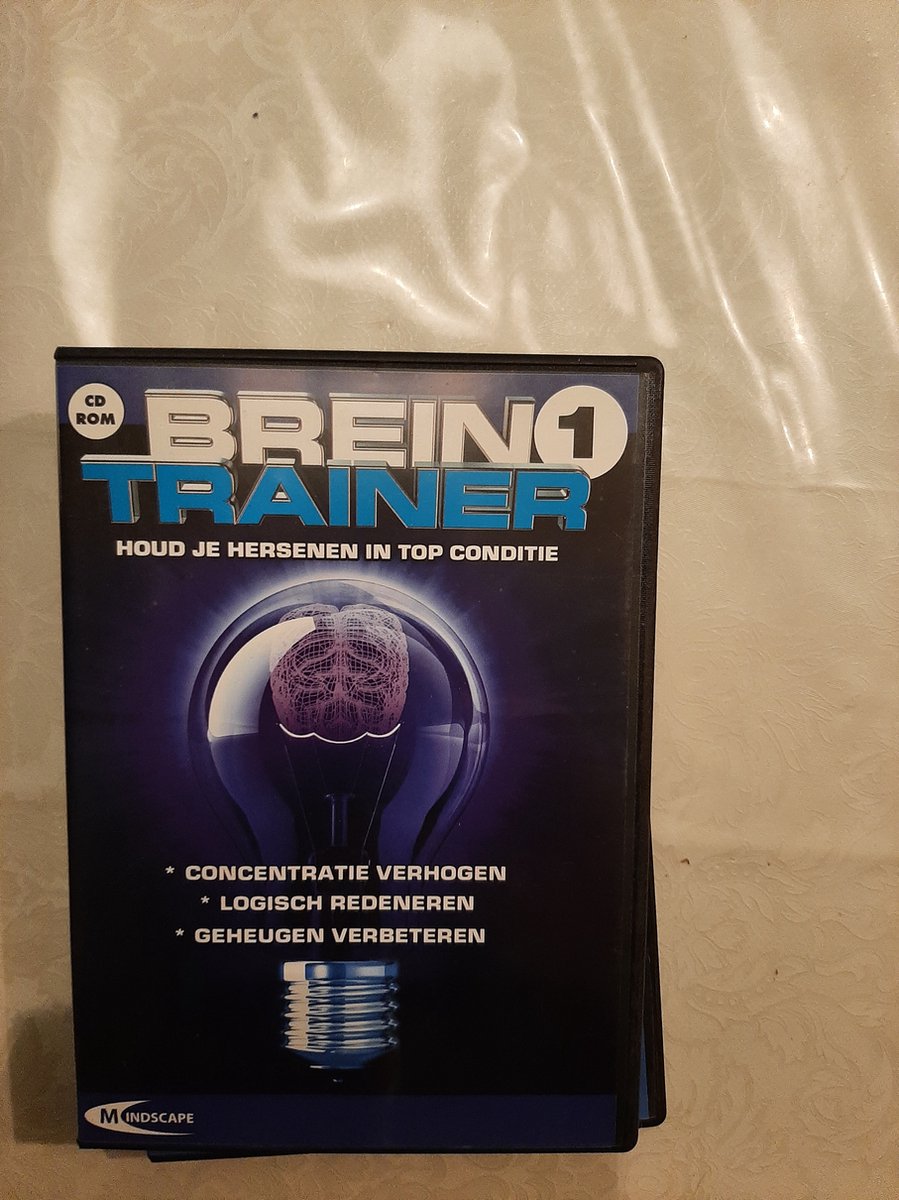 CD
ROM
BREIN 1
TRAINER
HOUD JE HERSENEN IN TOP CONDITIE
* CONCENTRATIE VERHOGEN
* LOGISCH REDENEREN
* GEHEUGEN VERBETEREN
MINDSCAPE